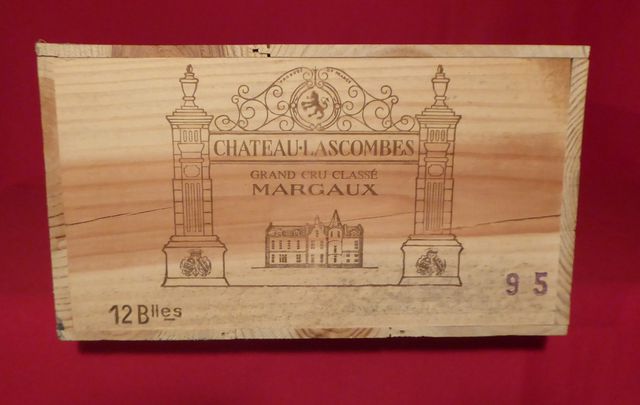 CHATEAU·LASCOMBES
GRAND CRU CLASSÉ
MARGAUX
12 Blles
95